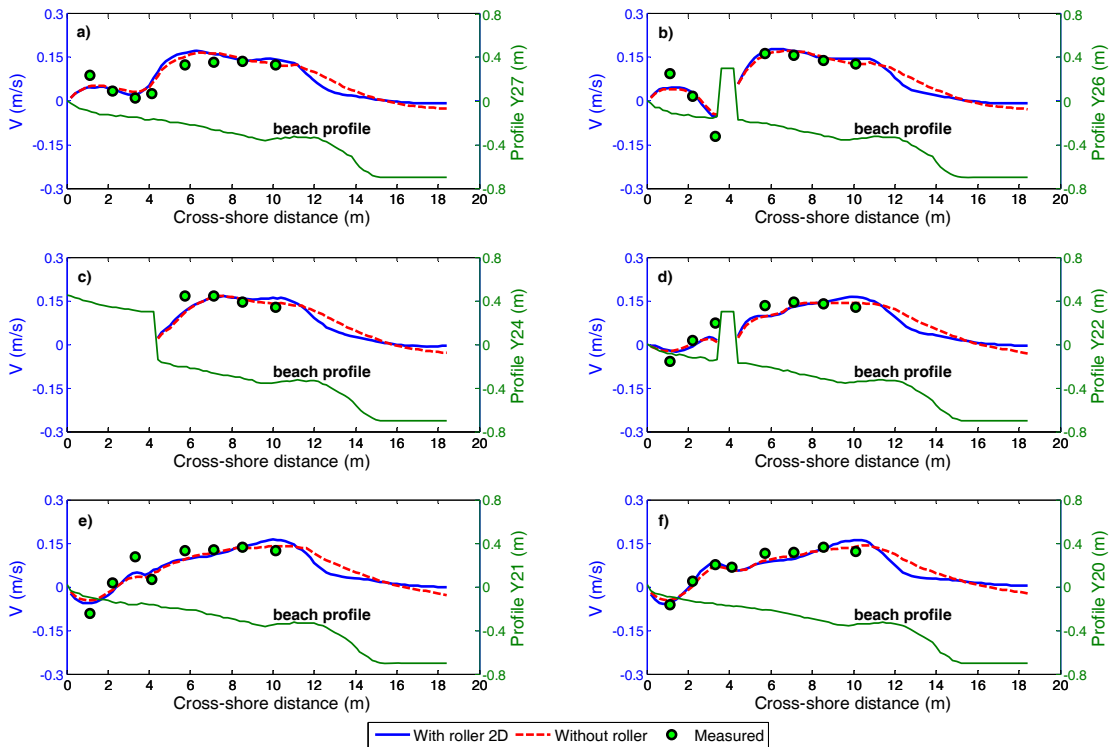 a)
0.3
0.15
0
-0.15
-0.3
V (m/s)
0.8
0.4
0
-0.4
-0.8
Profile Y27 (m)
beach profile
0 2 4 6 8 10 12 14 16 18 20
Cross-shore distance (m)
b)
0.3
0.15
0
-0.15
-0.3
V (m/s)
0.8
0.4
0
-0.4
-0.8
Profile Y26 (m)
beach profile
0 2 4 6 8 10 12 14 16 18 20
Cross-shore distance (m)
c)
0.3
0.15
0
-0.15
-0.3
V (m/s)
0.8
0.4
0
-0.4
-0.8
Profile Y24 (m)
beach profile
0 2 4 6 8 10 12 14 16 18 20
Cross-shore distance (m)
d)
0.3
0.15
0
-0.15
-0.3
V (m/s)
0.8
0.4
0
-0.4
-0.8
Profile Y22 (m)
beach profile
0 2 4 6 8 10 12 14 16 18 20
Cross-shore distance (m)
e)
0.3
0.15
0
-0.15
-0.3
V (m/s)
0.8
0.4
0
-0.4
-0.8
Profile Y21 (m)
beach profile
0 2 4 6 8 10 12 14 16 18 20
Cross-shore distance (m)
f)
0.3
0.15
0
-0.15
-0.3
V (m/s)
0.8
0.4
0
-0.4
-0.8
Profile Y20 (m)
beach profile
0 2 4 6 8 10 12 14 16 18 20
Cross-shore distance (m)
With roller 2D Without roller Measured